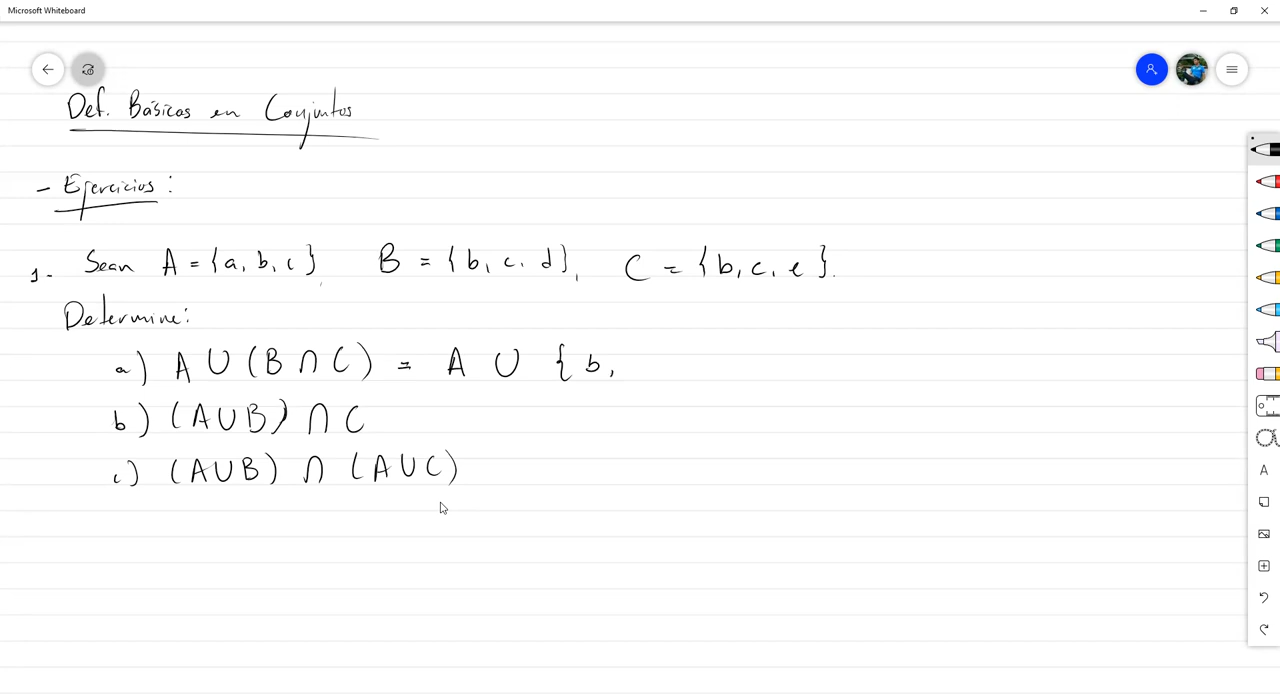 Microsoft Whiteboard
Def. Básicas en Conjuntos
- Ejercicios:
1- Sean A = {a, b, c} B = {b, c, d}, C = {b, c, e}.
Determine:
a) A ∪ (B ∩ C) = A ∪ { b,
b) (A∪B) ∩ C
c) (A∪B) ∩ (A∪C)
A